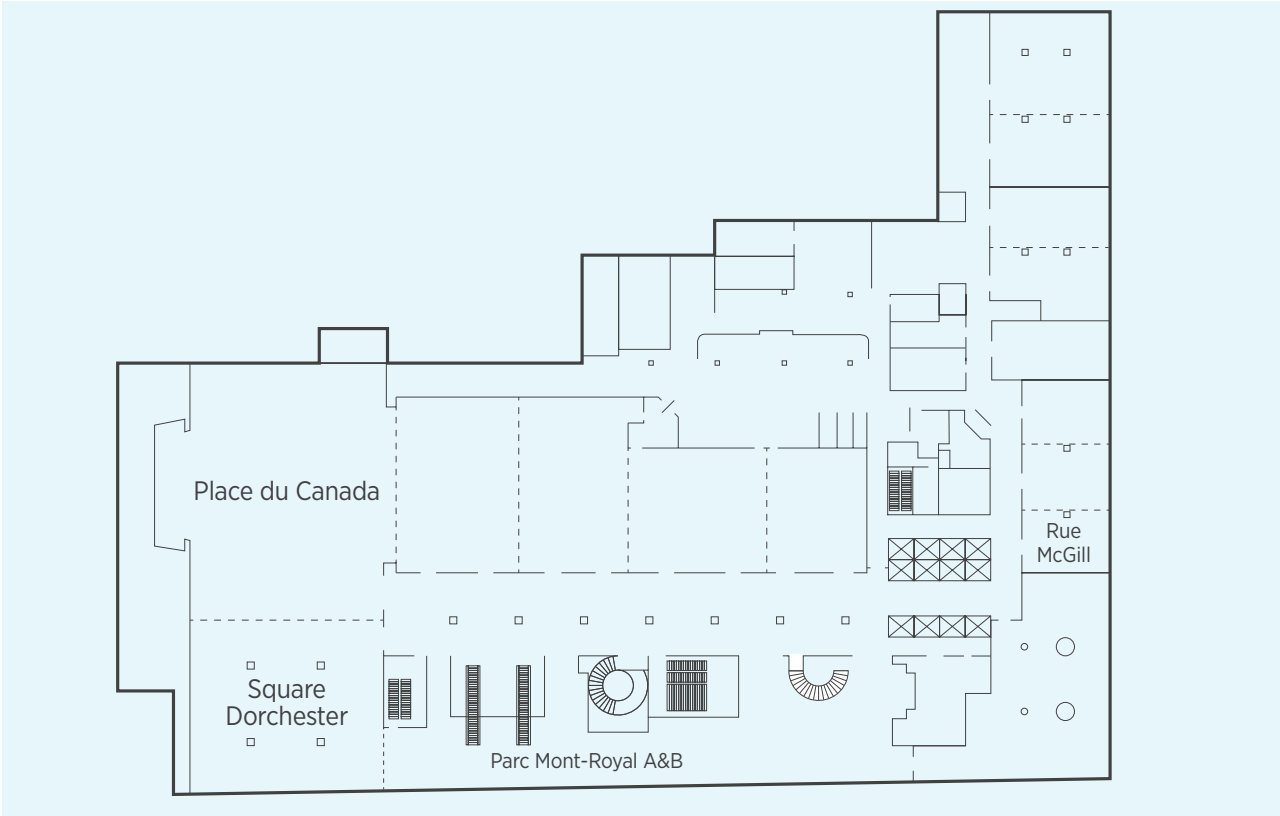 Place du Canada
Rue
McGill
Square
Dorchester
Parc Mont-Royal A&B